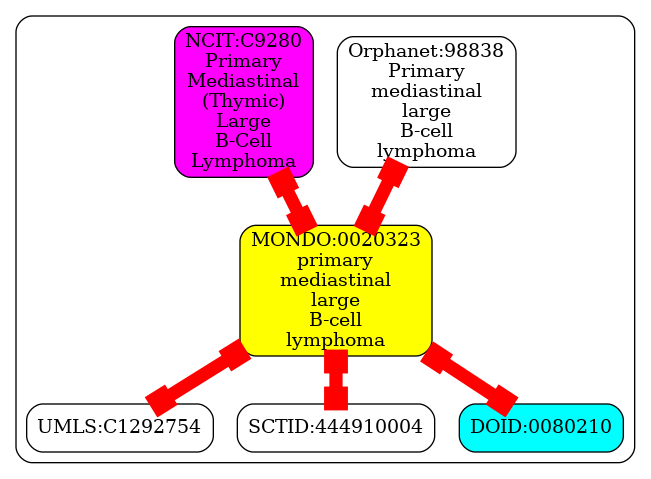 NCIT:C9280
Primary
Mediastinal
(Thymic)
Large
B-Cell
Lymphoma
Orphanet:98838
Primary
mediastinal
large
B-cell
lymphoma
MONDO:0020323
primary
mediastinal
large
B-cell
lymphoma
UMLS:C1292754
SCTID:444910004
DOID:0080210